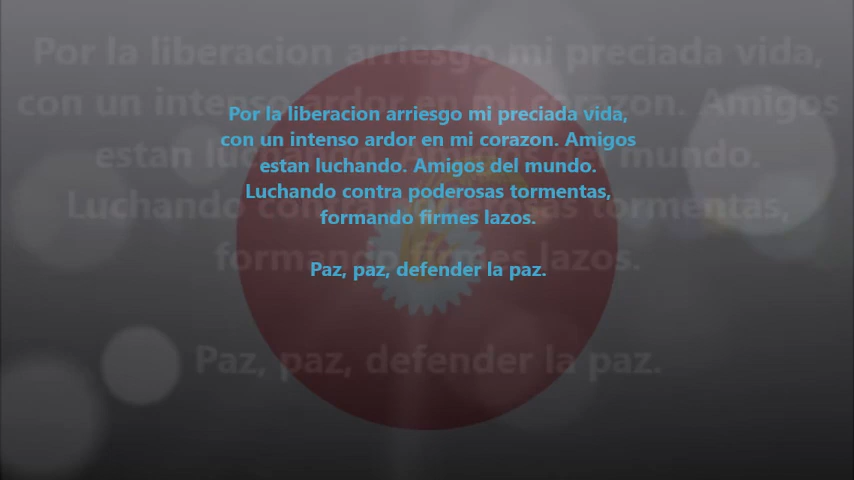 Por la liberacion arriesgo mi preciada vida,
con un intenso ardor en mi corazon. Amigos
estan luchando. Amigos del mundo.
Luchando contra poderosas tormentas,
formando firmes lazos.
Paz, paz, defender la paz.